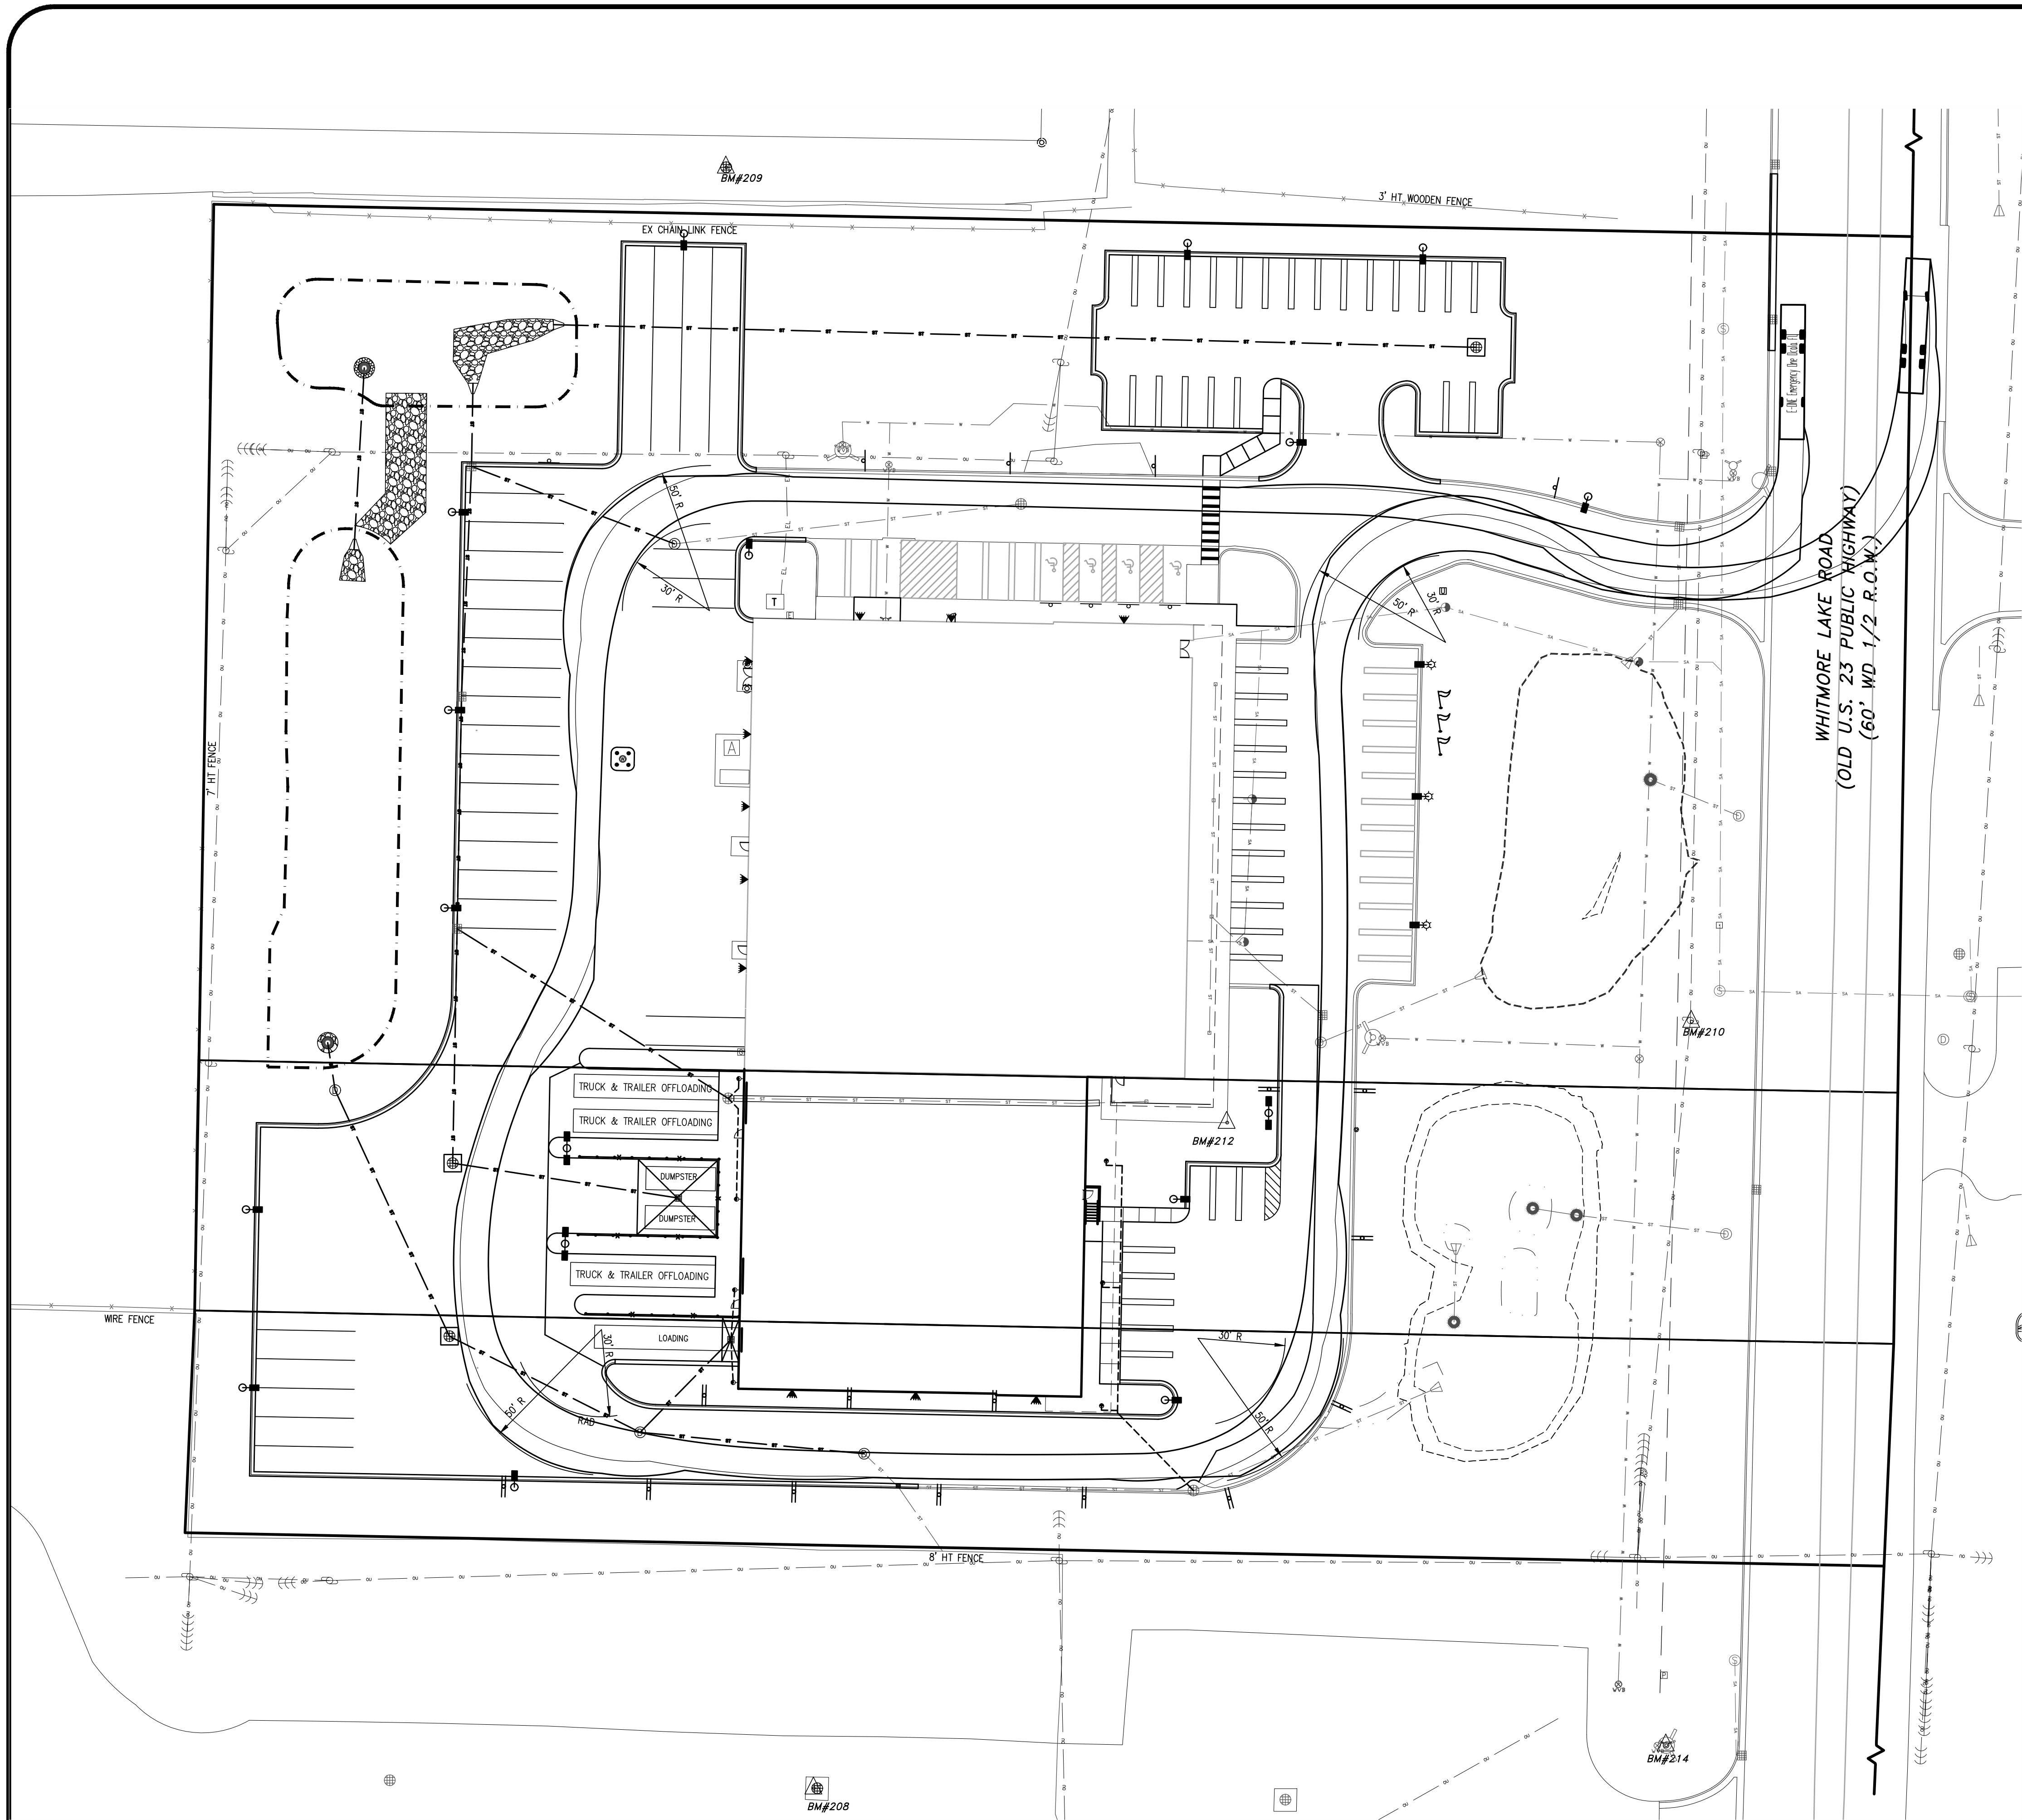 BM#209
3' HT WOODEN FENCE
EX CHAIN LINK FENCE
50' R
30' R
50' R
30' R
T
A
WHITMORE LAKE ROAD
(OLD U.S. 23 PUBLIC HIGHWAY)
(60' WD 1/2 R.O.W.)
7' HT FENCE
BM#210
TRUCK & TRAILER OFFLOADING
TRUCK & TRAILER OFFLOADING
BM#212
DUMPSTER
DUMPSTER
TRUCK & TRAILER OFFLOADING
WIRE FENCE
LOADING
30' R
30' R
50' R
RAD
50' R
8' HT FENCE
WVB
BM#214
BM#208